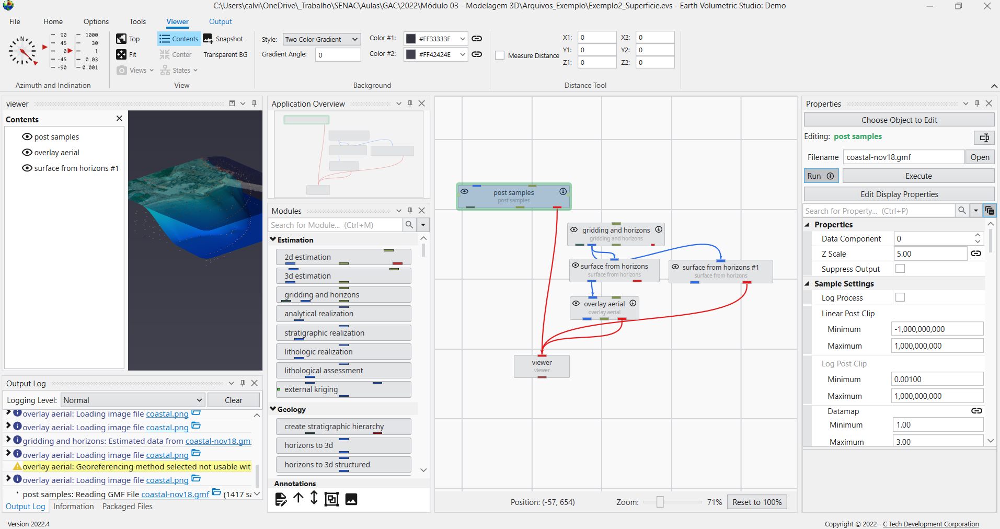 C:\Users\calvi\OneDrive\_Trabalho\SENAC\Aulas\GAC\2022\Módulo 03 - Modelagem 3D\Arquivos_Exemplo\Exemplo2_Superficie.evs - Earth Volumetric Studio: Demo
File Home Options Tools Viewer Output
N
90
45
0
-45
-90
1000
30
1
0.03
0.001
Azimuth and Inclination
Top Contents Snapshot
Fit Center Transparent BG
Views States
View
Style: Two Color Gradient Color #1: #FF33333F
Gradient Angle: 0 Color #2: #FF42424E
Background
Measure Distance
X1: 0 X2: 0
Y1: 0 Y2: 0
Z1: 0 Z2: 0
Distance Tool
viewer
Contents
post samples
overlay aerial
surface from horizons #1
Output Log
Logging Level: Normal Clear
overlay aerial: Loading image file coastal.png
overlay aerial: Loading image file coastal.png
gridding and horizons: Estimated data from coastal-nov18.gmf
overlay aerial: Loading image file coastal.png
overlay aerial: Georeferencing method selected not usable wit
overlay aerial: Loading image file coastal.png
post samples: Reading GMF File coastal-nov18.gmf (1417 sa
Output Log Information Packaged Files
Application Overview
Modules
Search for Module... (Ctrl+M)
Estimation
2d estimation
3d estimation
gridding and horizons
analytical realization
stratigraphic realization
lithologic realization
lithological assessment
external kriging
Geology
create stratigraphic hierarchy
horizons to 3d
horizons to 3d structured
Annotations
post samples
post samples
gridding and horizons
gridding and horizons
surface from horizons
surface from horizons
surface from horizons #1
surface from horizons
overlay aerial
overlay aerial
viewer
viewer
Position: (-57, 654) Zoom: 71% Reset to 100%
Properties
Choose Object to Edit
Editing: post samples
Filename coastal-nov18.gmf Open
Run Execute
Edit Display Properties
Search for Property... (Ctrl+P)
Properties
Data Component 0
Z Scale 5.00
Suppress Output
Sample Settings
Log Process
Linear Post Clip
Minimum -1,000,000,000
Maximum 1,000,000,000
Log Post Clip
Minimum 0.00100
Maximum 1,000,000,000
Datamap
Minimum 1.00
Maximum 3.00
Version 2022.4
Copyright © 2022 - C Tech Development Corporation